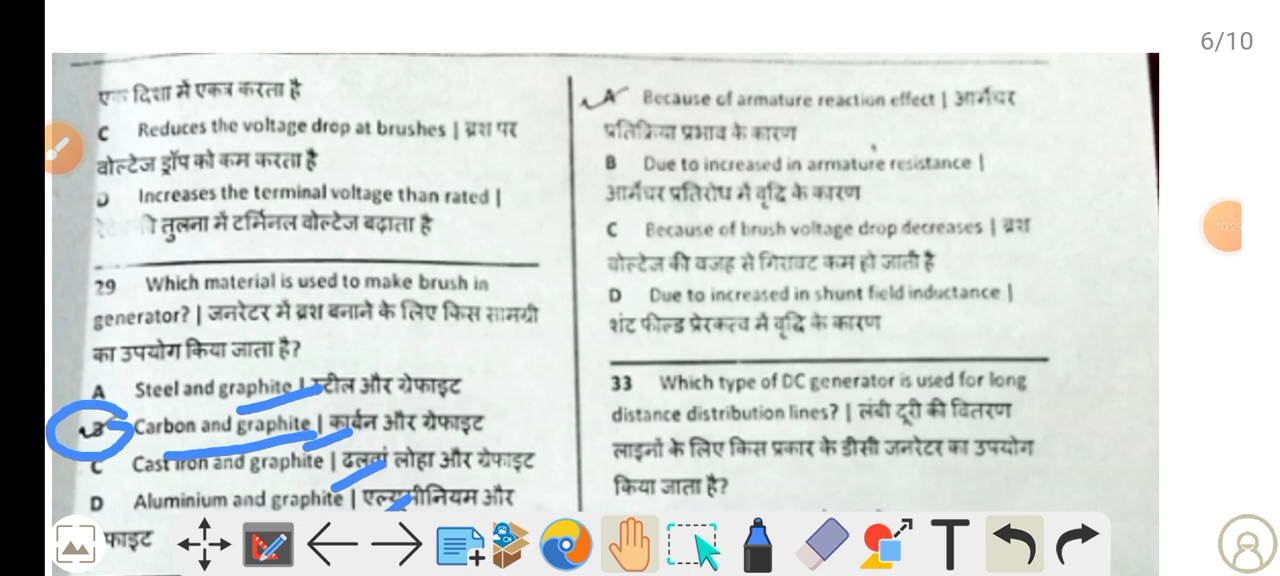 6/10
एक दिशा में एकत्र करता है
C Reduces the voltage drop at brushes | ब्रश पर
वोल्टेज ड्रॉप को कम करता है
D Increases the terminal voltage than rated |
की तुलना में टर्मिनल वोल्टेज बढ़ाता है
29 Which material is used to make brush in
generator? | जनरेटर में ब्रश बनाने के लिए किस सामग्री
का उपयोग किया जाता है?
A Steel and graphite | स्टील और ग्रेफाइट
B Carbon and graphite | कार्बन और ग्रेफाइट
C Cast iron and graphite | ढलवां लोहा और ग्रेफाइट
D Aluminium and graphite | एल्यूमीनियम और
फाइट
A Because of armature reaction effect | आर्मेचर
प्रतिक्रिया प्रभाव के कारण
B Due to increased in armature resistance |
आर्मेचर प्रतिरोध में वृद्धि के कारण
C Because of brush voltage drop decreases | ब्रश
वोल्टेज की वजह से गिरावट कम हो जाती है
D Due to increased in shunt field inductance |
शंट फील्ड प्रेरकत्व में वृद्धि के कारण
33 Which type of DC generator is used for long
distance distribution lines? | लंबी दूरी की वितरण
लाइनों के लिए किस प्रकार के डीसी जनरेटर का उपयोग
किया जाता है?
10:29
T